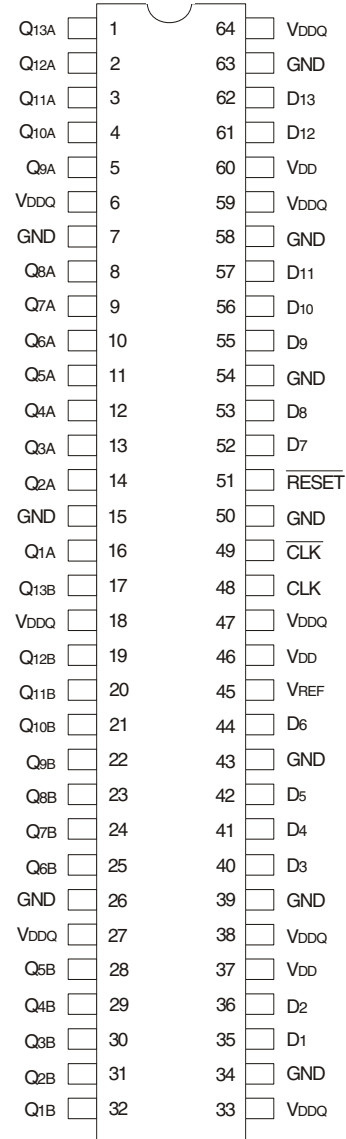 Q13A 1 64 VDDQ
Q12A 2 63 GND
Q11A 3 62 D13
Q10A 4 61 D12
Q9A 5 60 VDD
VDDQ 6 59 VDDQ
GND 7 58 GND
Q8A 8 57 D11
Q7A 9 56 D10
Q6A 10 55 D9
Q5A 11 54 GND
Q4A 12 53 D8
Q3A 13 52 D7
Q2A 14 51 RESET
GND 15 50 GND
Q1A 16 49 CLK
Q13B 17 48 CLK
VDDQ 18 47 VDDQ
Q12B 19 46 VDD
Q11B 20 45 VREF
Q10B 21 44 D6
Q9B 22 43 GND
Q8B 23 42 D5
Q7B 24 41 D4
Q6B 25 40 D3
GND 26 39 GND
VDDQ 27 38 VDDQ
Q5B 28 37 VDD
Q4B 29 36 D2
Q3B 30 35 D1
Q2B 31 34 GND
Q1B 32 33 VDDQ